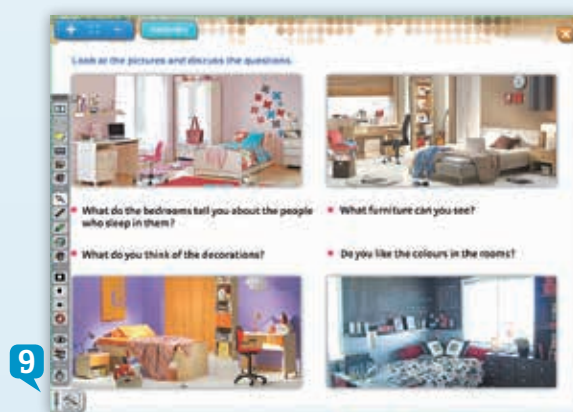 Look at the pictures and discuss the questions.
What do the bedrooms tell you about the people
who sleep in them?
What furniture can you see?
What do you think of the decorations?
Do you like the colours in the rooms?
9